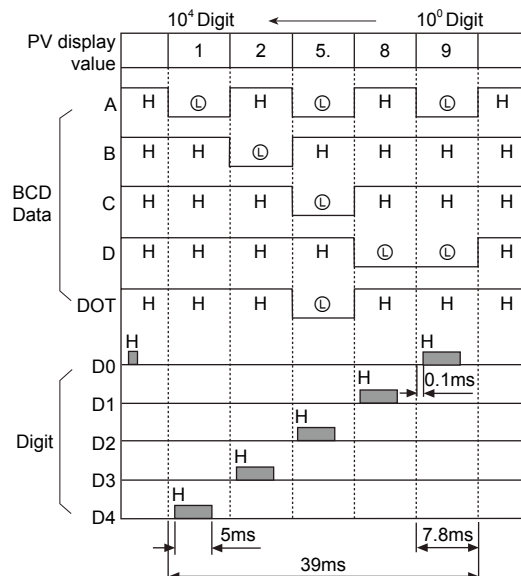 10⁴ Digit 10⁰ Digit
PV display value 1 2 5. 8 9
A H Ⓛ H Ⓛ H Ⓛ H
B H H Ⓛ H H H H
BCD Data
C H H H Ⓛ H H H
D H H H H Ⓛ Ⓛ H
DOT H H H Ⓛ H H H
D0 H H
0.1ms
D1 H
Digit
D2 H
D3 H
D4 H
5ms 7.8ms
39ms